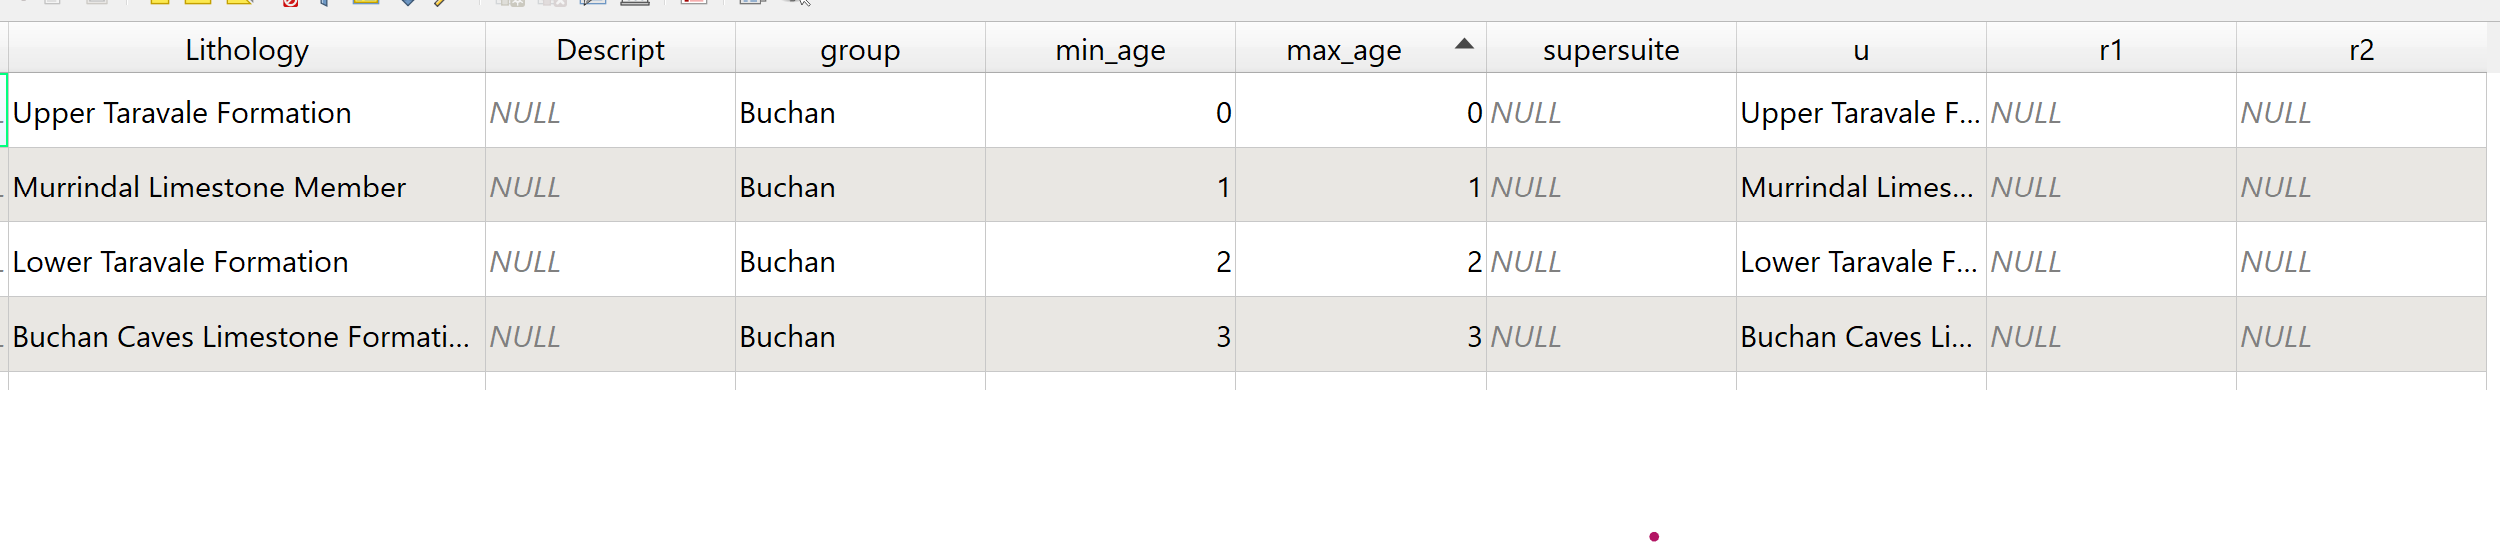 Lithology Descript group min_age max_age supersuite u r1 r2
Upper Taravale Formation NULL Buchan 0 0 NULL Upper Taravale F... NULL NULL
Murrindal Limestone Member NULL Buchan 1 1 NULL Murrindal Limes... NULL NULL
Lower Taravale Formation NULL Buchan 2 2 NULL Lower Taravale F... NULL NULL
Buchan Caves Limestone Formati... NULL Buchan 3 3 NULL Buchan Caves Li... NULL NULL